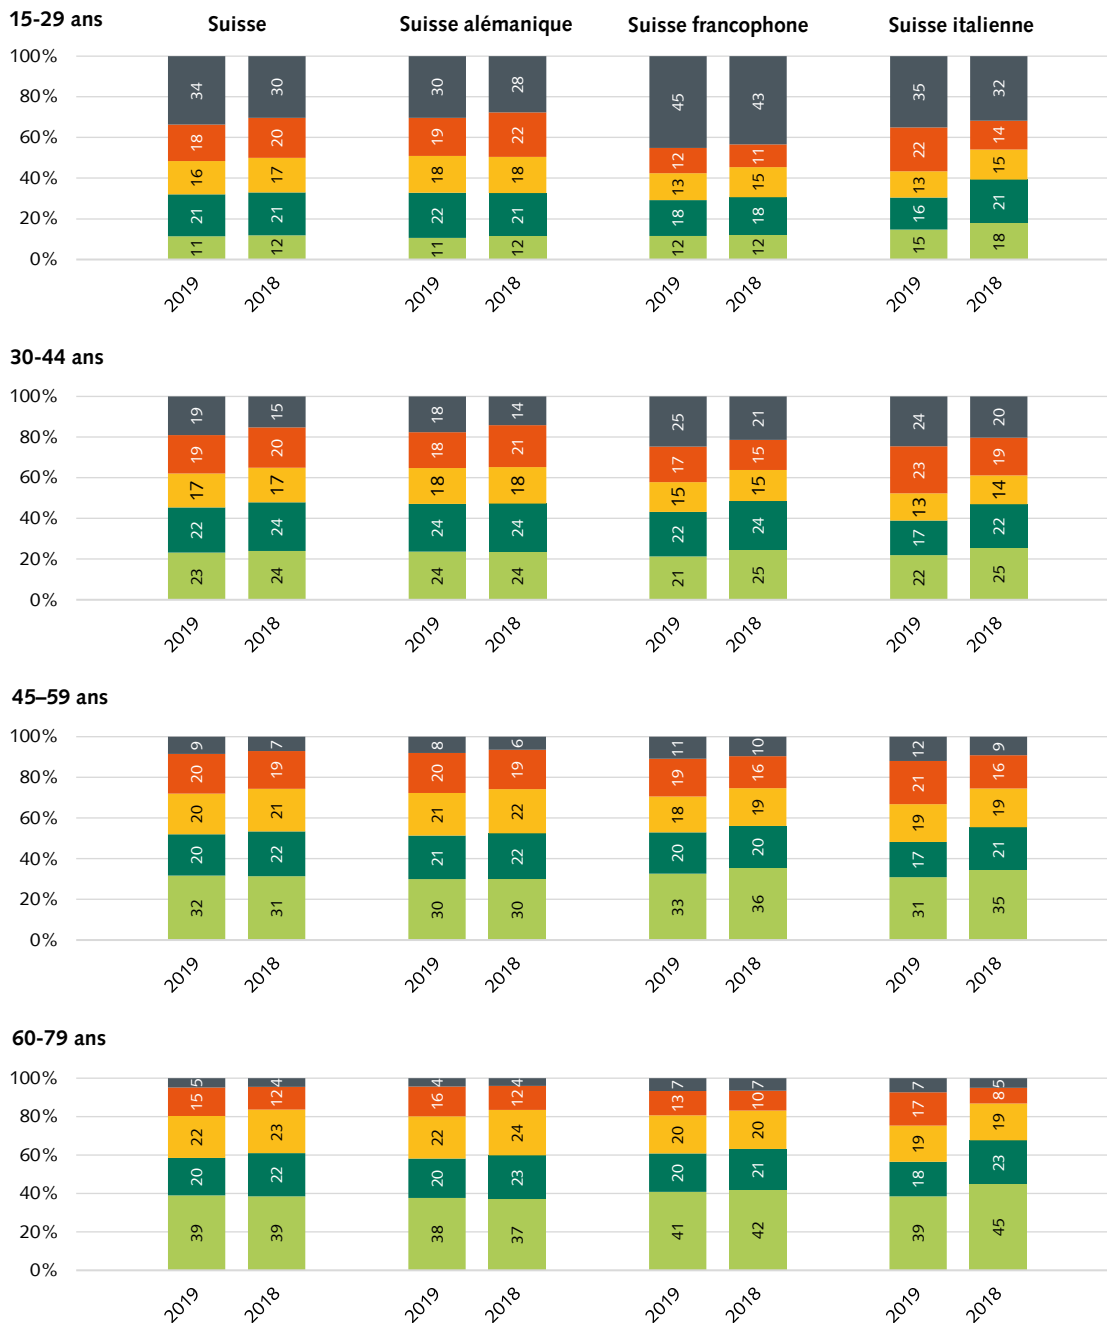 15-29 ans
Suisse Suisse alémanique Suisse francophone Suisse italienne
100%
34 30 30 28 45 43 35 32
80%
18 20 19 22 12 11 22 14
60%
16 17 18 18 13 15 13 15
40%
21 21 22 21 18 18 16 21
20%
11 12 11 12 12 12 15 18
0%
2019 2018 2019 2018 2019 2018 2019 2018
30-44 ans
100%
19 15 18 14 25 21 24 20
80%
19 20 18 21 17 15 23 19
60%
17 17 18 18 15 15 13 14
40%
22 24 24 24 22 24 17 22
20%
23 24 24 24 21 25 22 25
0%
2019 2018 2019 2018 2019 2018 2019 2018
45–59 ans
100%
9 7 8 6 11 10 12 9
80%
20 19 20 19 19 16 21 16
60%
20 21 21 22 18 19 19 19
40%
20 22 21 22 20 20 17 21
20%
32 31 30 30 33 36 31 35
0%
2019 2018 2019 2018 2019 2018 2019 2018
60-79 ans
100%
5 4 4 4 7 7 7 5
80%
15 12 16 12 13 10 17 8
60%
22 23 22 24 20 20 19 19
40%
20 22 20 23 20 21 18 23
20%
39 39 38 37 41 42 39 45
0%
2019 2018 2019 2018 2019 2018 2019 2018